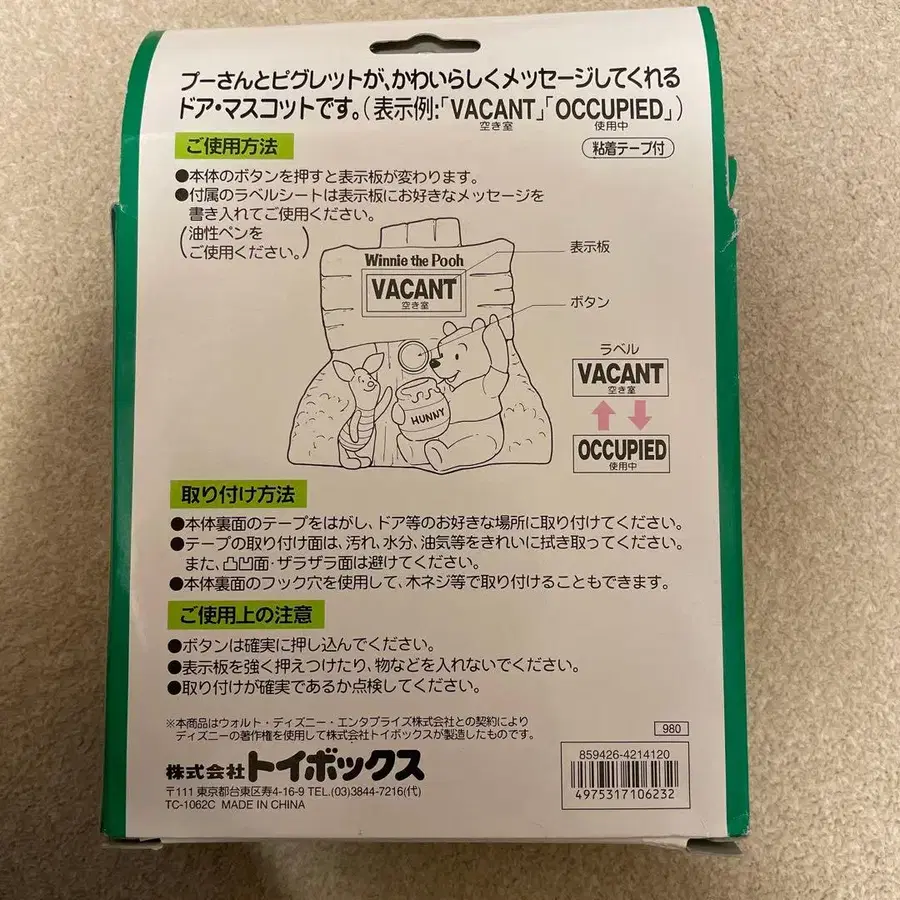 プーさんとピグレットが、かわいらしくメッセージしてくれる
ドア・マスコットです。(表示例:「VACANT」「OCCUPIED」)
空き室 使用中
ご使用方法
粘着テープ付
●本体のボタンを押すと表示板が変わります。
●付属のラベルシートは表示板にお好きなメッセージを
書き入れてご使用ください。
(油性ペンを
ご使用ください。)
表示板
Winnie the Pooh
VACANT
空き室
ボタン
ラベル
VACANT
空き室
HUNNY
OCCUPIED
使用中
取り付け方法
●本体裏面のテープをはがし、ドア等のお好きな場所に取り付けてください。
●テープの取り付け面は、汚れ、水分、油気等をきれいに拭き取ってください。
また、凸凹面・ザラザラ面は避けてください。
●本体裏面のフック穴を使用して、木ネジ等で取り付けることもできます。
ご使用上の注意
●ボタンは確実に押し込んでください。
●表示板を強く押えつけたり、物などを入れないでください。
●取り付けが確実であるか点検してください。
※本商品はウォルト・ディズニー・エンタプライズ株式会社との契約により
ディズニーの著作権を使用して株式会社トイボックスが製造したものです。
980
株式会社トイボックス
〒111 東京都台東区寿4-16-9 TEL.(03)3844-7216(代)
TC-1062C MADE IN CHINA
859426-4214120
4975317106232